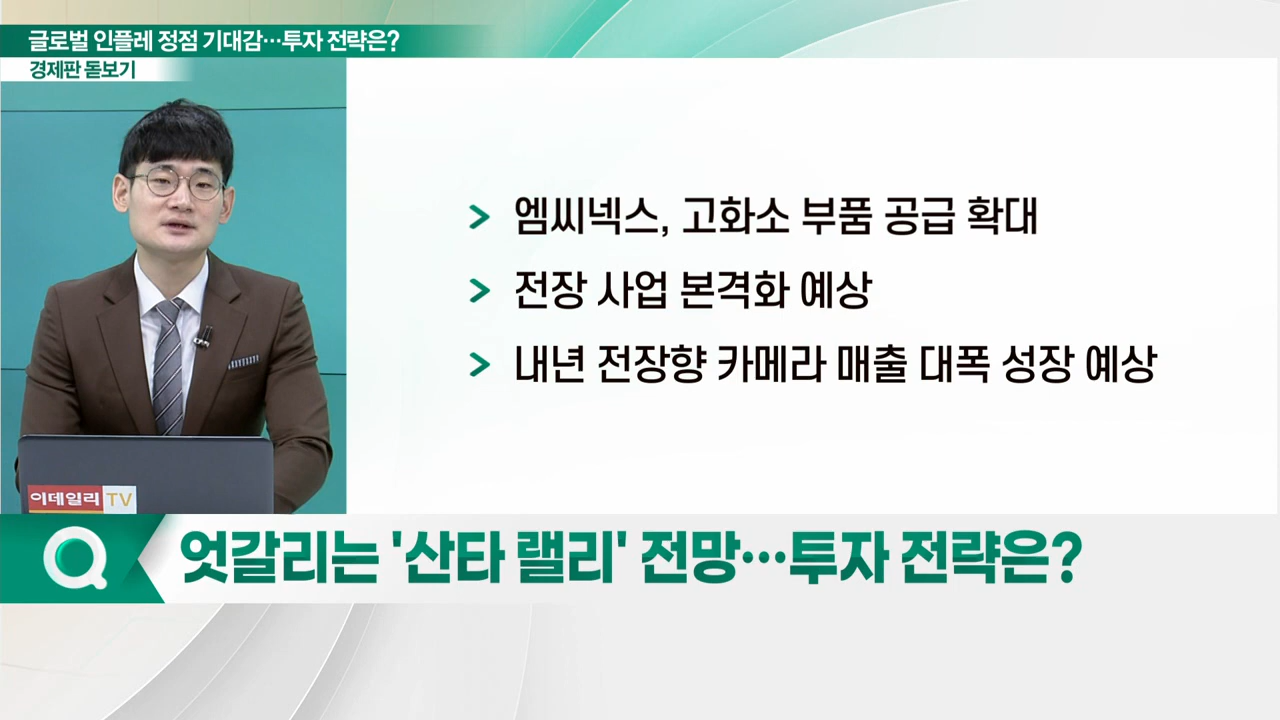 글로벌 인플레 정점 기대감…투자 전략은?
경제판 돋보기
> 엠씨넥스, 고화소 부품 공급 확대
> 전장 사업 본격화 예상
> 내년 전장향 카메라 매출 대폭 성장 예상
이데일리 TV
Q 엇갈리는 '산타 랠리' 전망…투자 전략은?